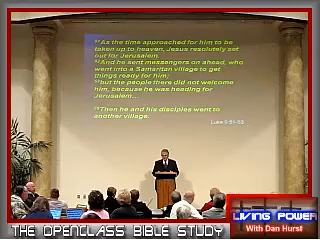 51As the time approached for him to be
taken up to heaven, Jesus resolutely set
out for Jerusalem.
52And he sent messengers on ahead, who
went into a Samaritan village to get
things ready for him;
53but the people there did not welcome
him, because he was heading for
Jerusalem...
56Then he and his disciples went to
another village.
Luke 9:51-53
LIVING POWER
With Dan Hurst
THE OPENCLASS BIBLE STUDY